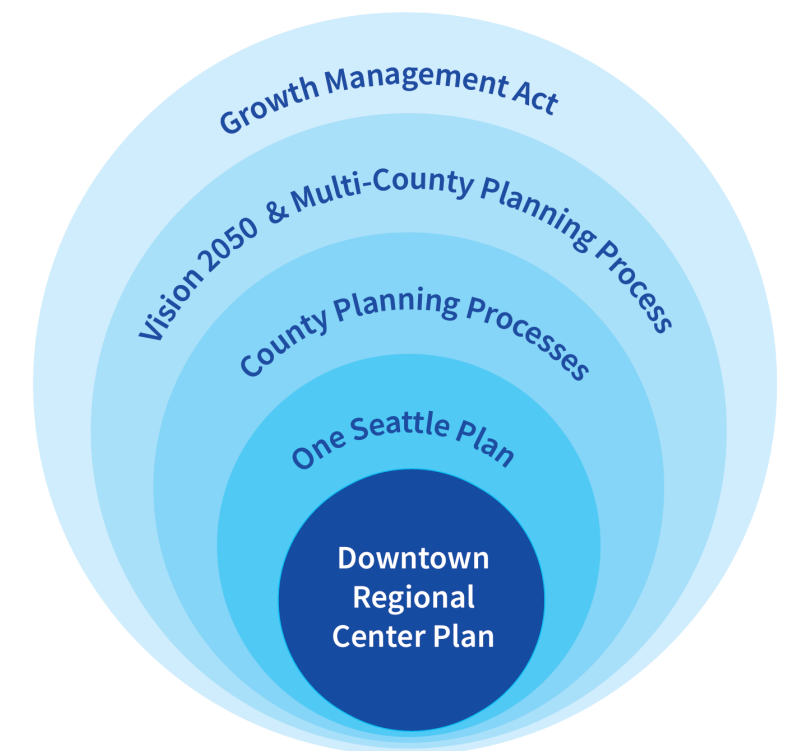 Growth Management Act
Vision 2050 & Multi-County Planning Process
County Planning Processes
One Seattle Plan
Downtown
Regional
Center Plan